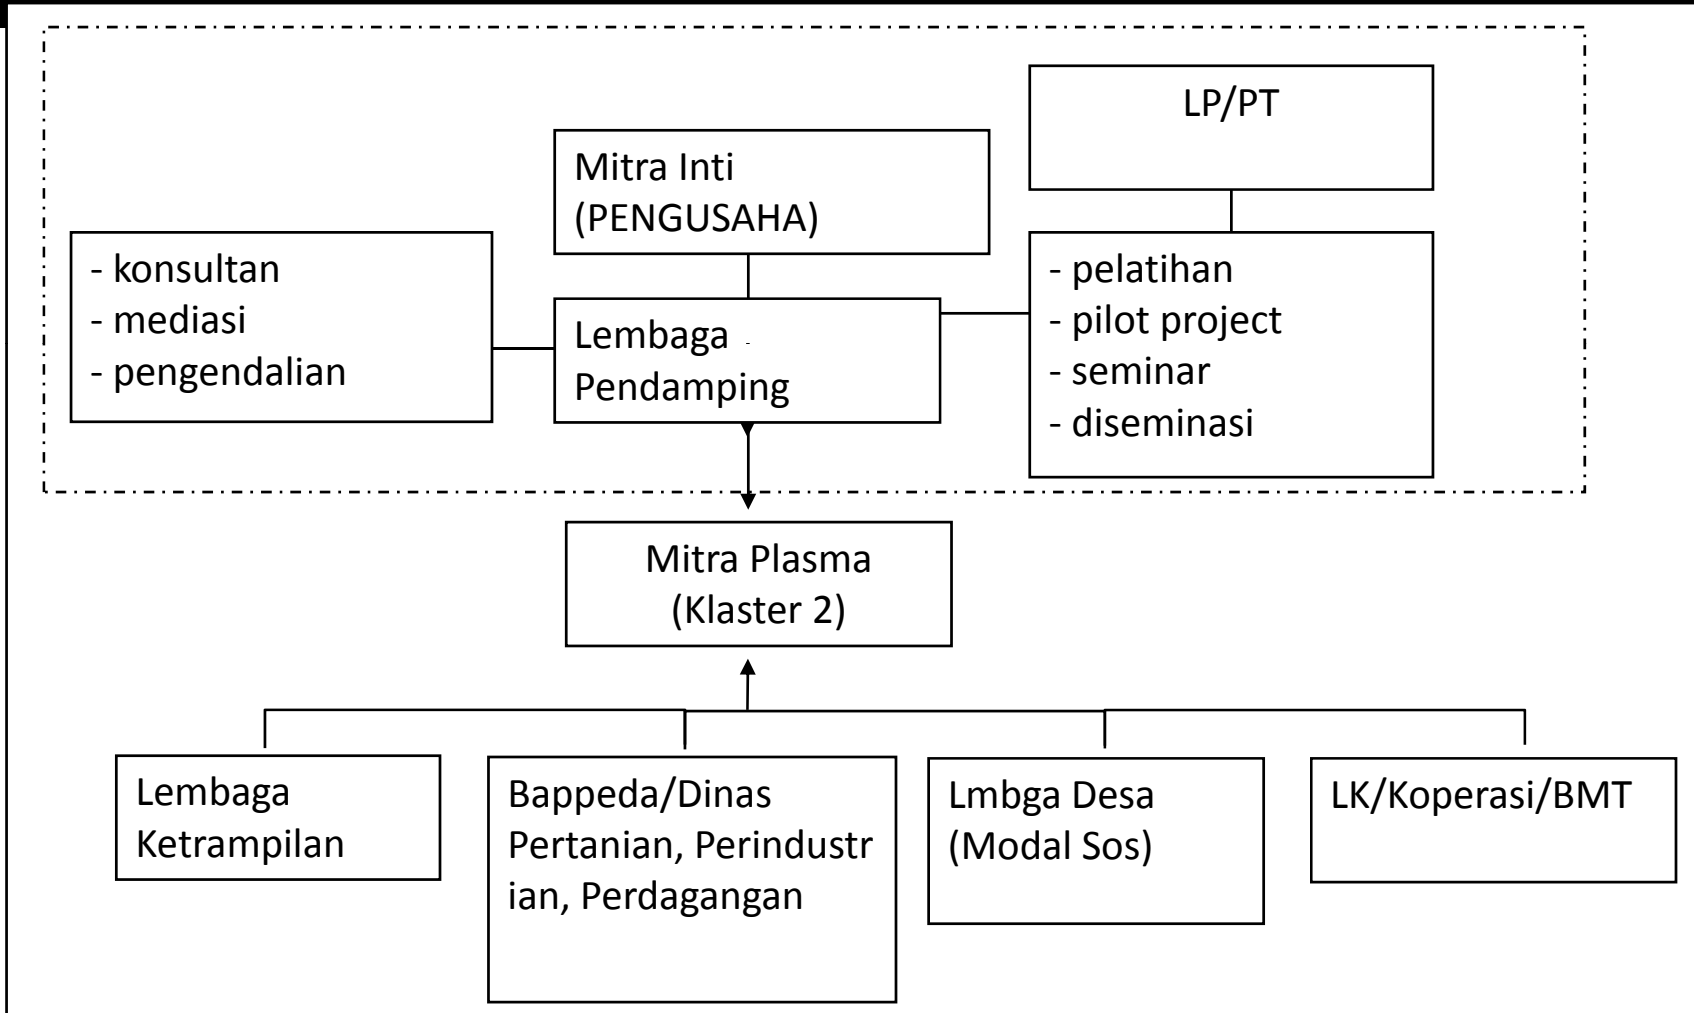 LP/PT
Mitra Inti
(PENGUSAHA)
- konsultan
- mediasi
- pengendalian
Lembaga
Pendamping
- pelatihan
- pilot project
- seminar
- diseminasi
Mitra Plasma
(Klaster 2)
Lembaga
Ketrampilan
Bappeda/Dinas
Pertanian, Perindustr
ian, Perdagangan
Lmbga Desa
(Modal Sos)
LK/Koperasi/BMT